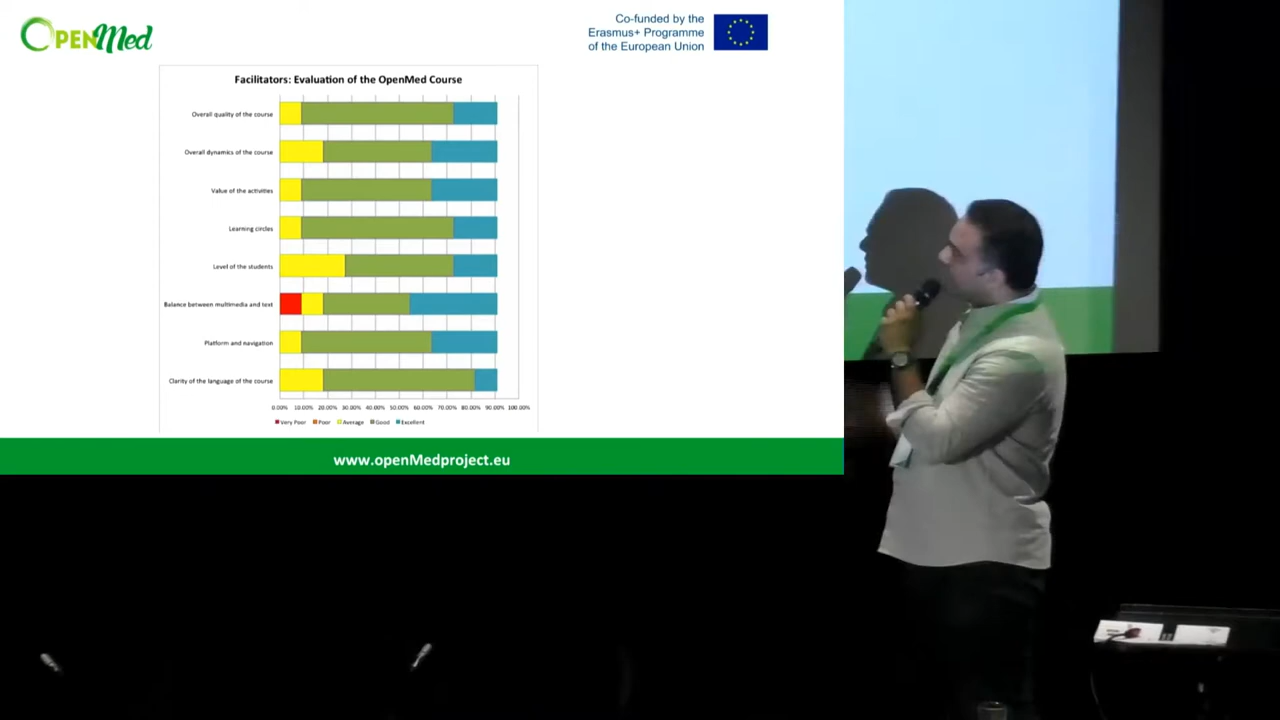 OPENMed
Co-funded by the
Erasmus+ Programme
of the European Union
Facilitators: Evaluation of the OpenMed Course
Overall quality of the course
Overall dynamics of the course
Value of the activities
Learning circles
Level of the students
Balance between multimedia and text
Platform and navigation
Clarity of the language of the course
0.00% 10.00% 20.00% 30.00% 40.00% 50.00% 60.00% 70.00% 80.00% 90.00% 100.00%
Very Poor Poor Average Good Excellent
www.openMedproject.eu